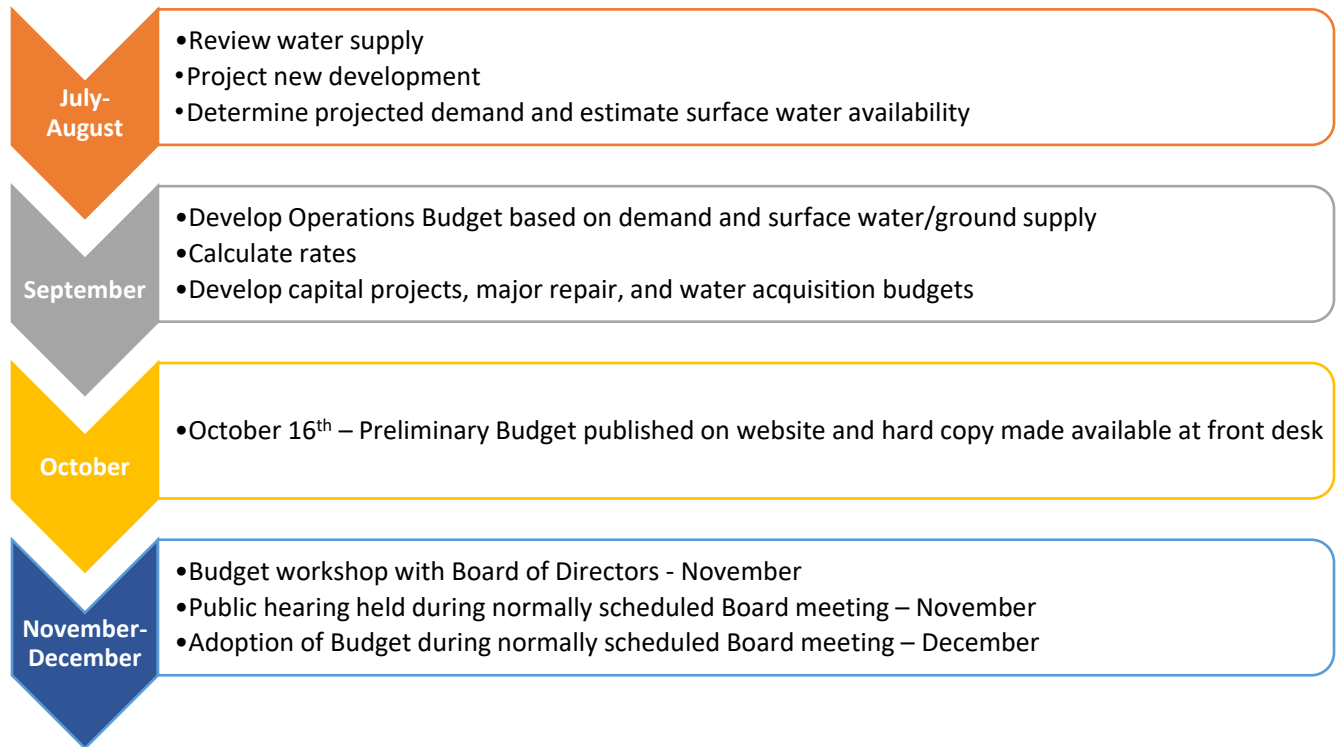 July-
August
•Review water supply
•Project new development
•Determine projected demand and estimate surface water availability
September
•Develop Operations Budget based on demand and surface water/ground supply
•Calculate rates
•Develop capital projects, major repair, and water acquisition budgets
October
•October 16th – Preliminary Budget published on website and hard copy made available at front desk
November-
December
•Budget workshop with Board of Directors - November
•Public hearing held during normally scheduled Board meeting – November
•Adoption of Budget during normally scheduled Board meeting – December